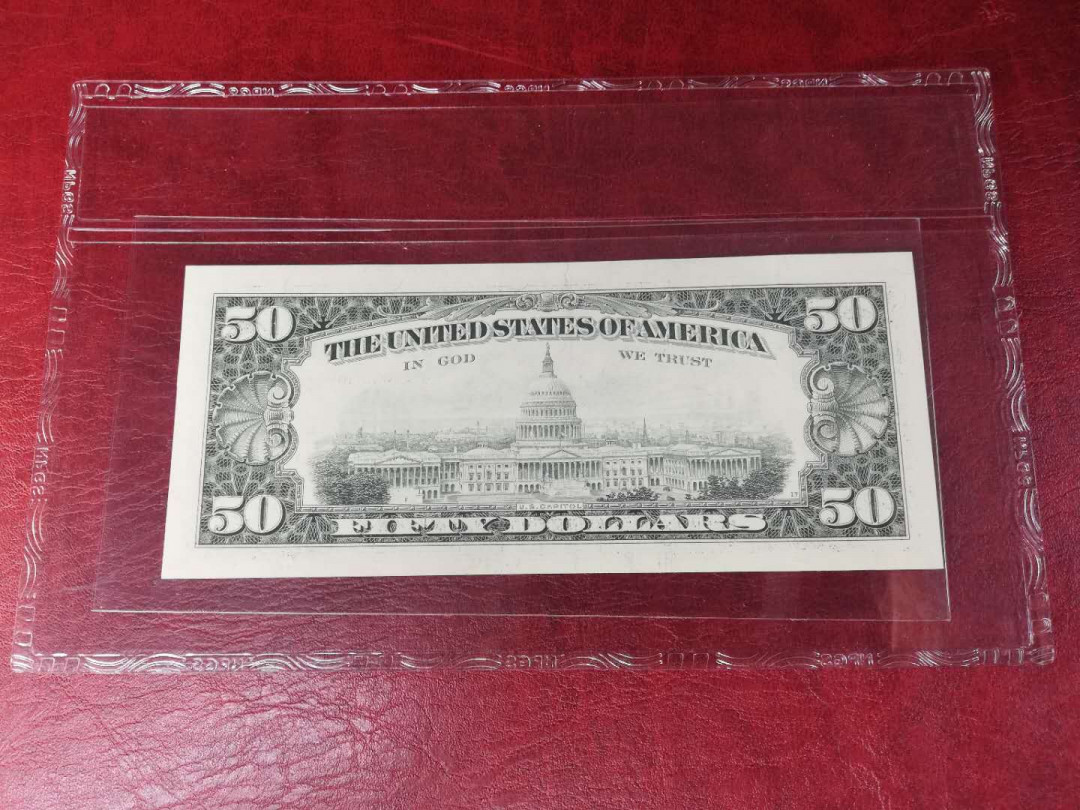 50
50
THE UNITED STATES OF AMERICA
IN GOD WE TRUST
U.S. CAPITOL
50
FIFTY DOLLARS
50